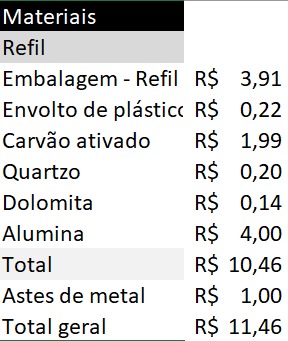 Materiais
Refil
Embalagem - Refil R$ 3,91
Envolto de plástico R$ 0,22
Carvão ativado R$ 1,99
Quartzo R$ 0,20
Dolomita R$ 0,14
Alumina R$ 4,00
Total R$ 10,46
Astes de metal R$ 1,00
Total geral R$ 11,46